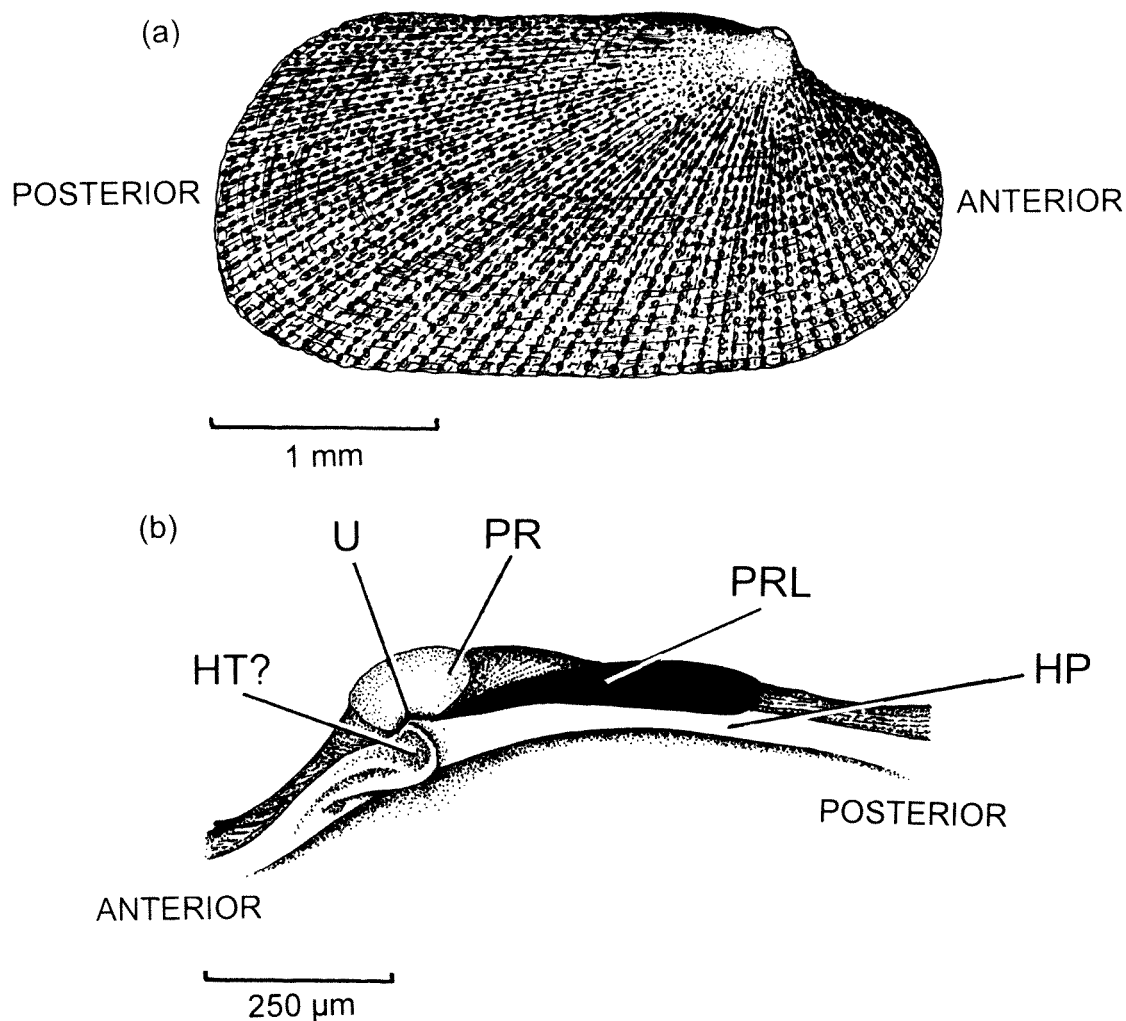 (a)
POSTERIOR
ANTERIOR
1 mm
(b)
U
PR
PRL
HT?
HP
POSTERIOR
ANTERIOR
250 µm